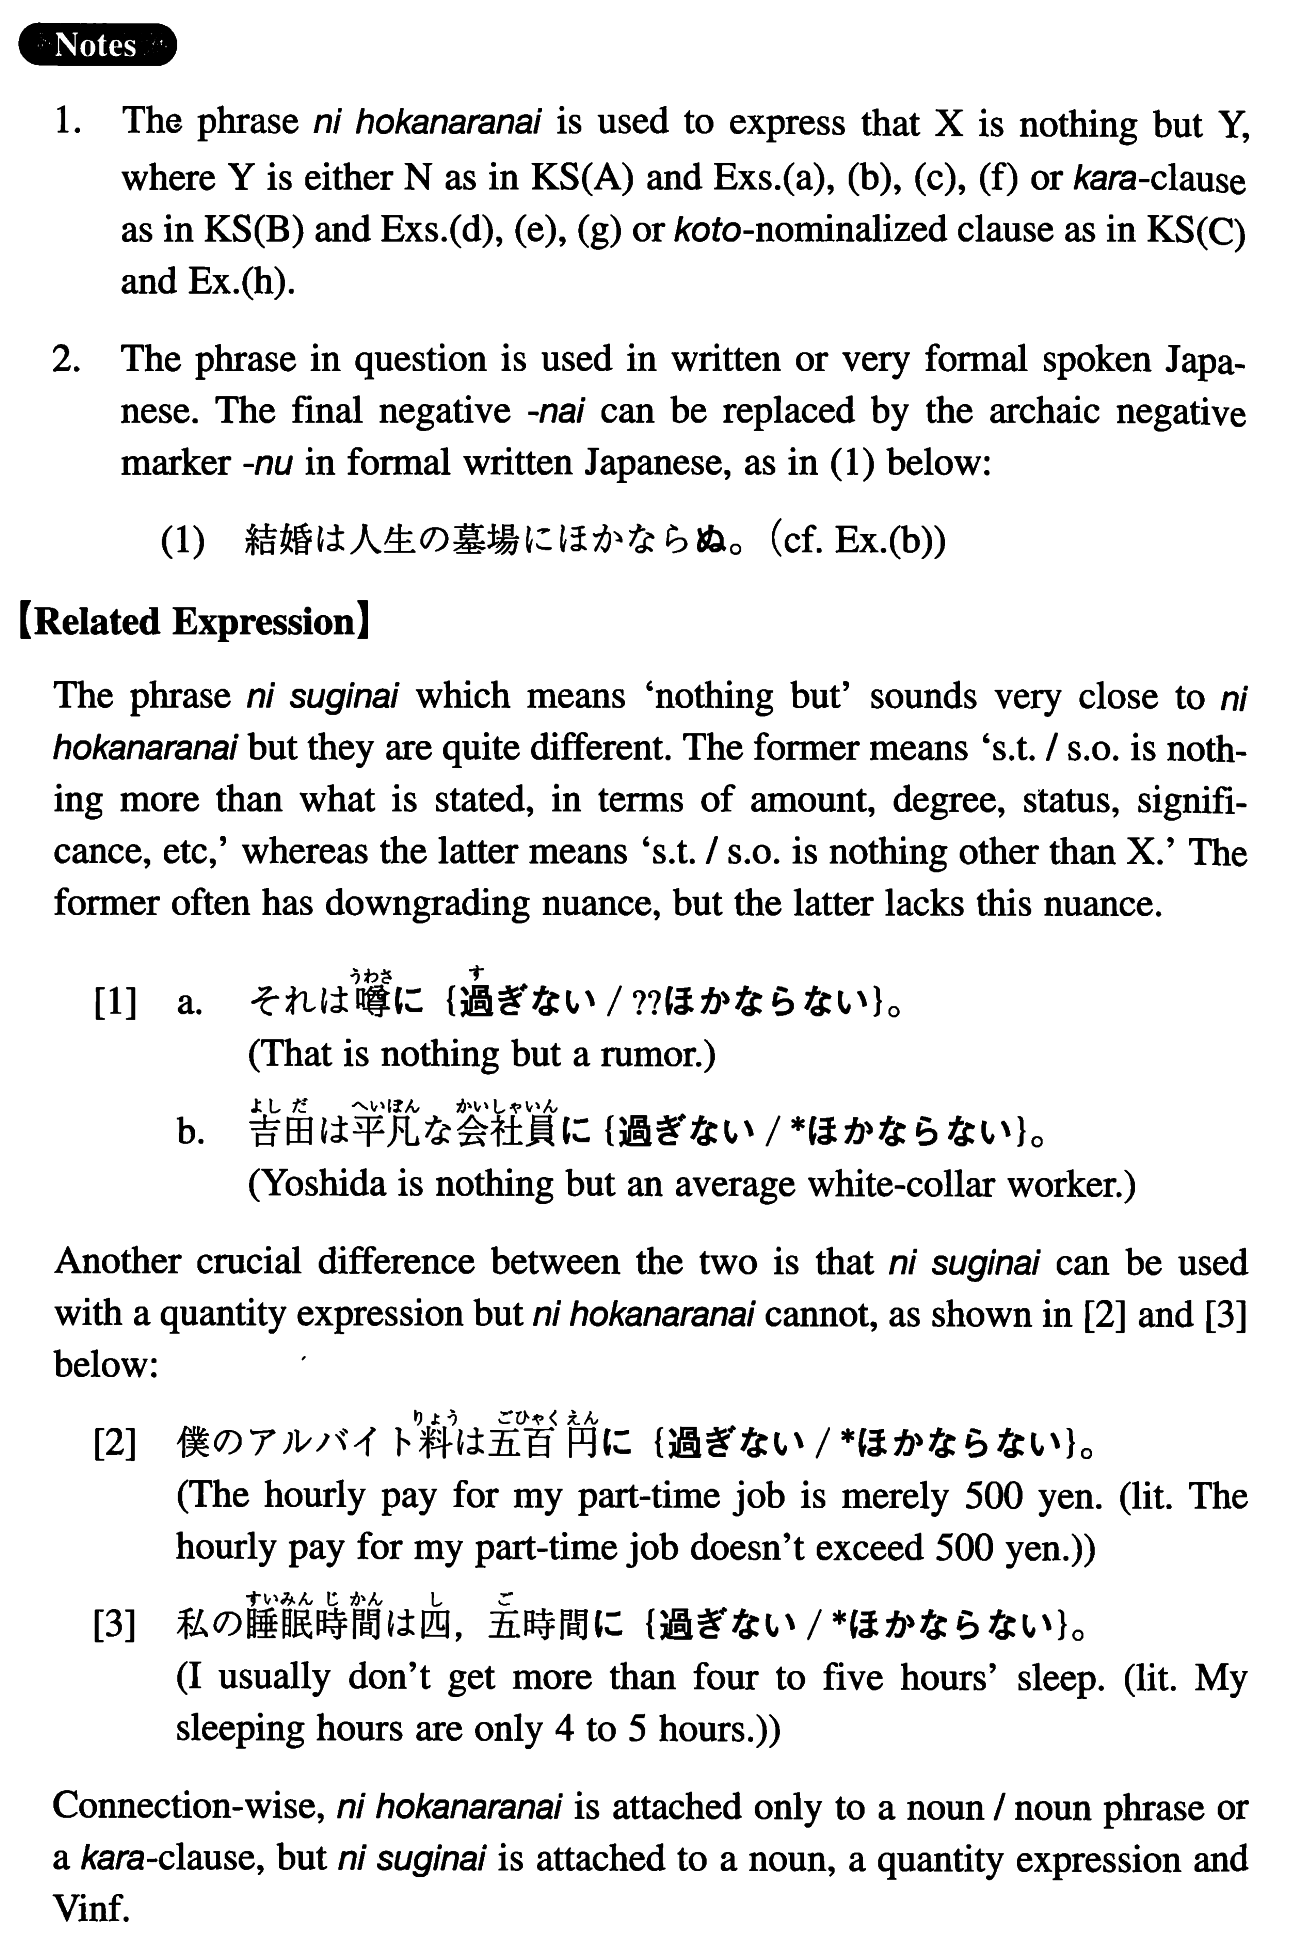 Notes
1. The phrase ni hokanaranai is used to express that X is nothing but Y,
where Y is either N as in KS(A) and Exs.(a), (b), (c), (f) or kara-clause
as in KS(B) and Exs.(d), (e), (g) or koto-nominalized clause as in KS(C)
and Ex.(h).
2. The phrase in question is used in written or very formal spoken Japa-
nese. The final negative -nai can be replaced by the archaic negative
marker -nu in formal written Japanese, as in (1) below:
(1) 結婚は人生の墓場にほかならぬ。(cf. Ex.(b))
【Related Expression】
The phrase ni suginai which means ‘nothing but’ sounds very close to ni
hokanaranai but they are quite different. The former means ‘s.t. / s.o. is noth-
ing more than what is stated, in terms of amount, degree, status, signifi-
cance, etc,’ whereas the latter means ‘s.t. / s.o. is nothing other than X.’ The
former often has downgrading nuance, but the latter lacks this nuance.
うわさ す
[1] a. それは噂に {過ぎない / ??ほかならない}。
(That is nothing but a rumor.)
よし だ へいぼん かいしゃいん
b. 吉田は平凡な会社員に {過ぎない / *ほかならない}。
(Yoshida is nothing but an average white-collar worker.)
Another crucial difference between the two is that ni suginai can be used
with a quantity expression but ni hokanaranai cannot, as shown in [2] and [3]
below:
りょう ごひゃく えん
[2] 僕のアルバイト料は五百円に {過ぎない / *ほかならない}。
(The hourly pay for my part-time job is merely 500 yen. (lit. The
hourly pay for my part-time job doesn’t exceed 500 yen.))
すいみん じ かん し ご
[3] 私の睡眠時間は四，五時間に {過ぎない / *ほかならない}。
(I usually don’t get more than four to five hours’ sleep. (lit. My
sleeping hours are only 4 to 5 hours.))
Connection-wise, ni hokanaranai is attached only to a noun / noun phrase or
a kara-clause, but ni suginai is attached to a noun, a quantity expression and
Vinf.